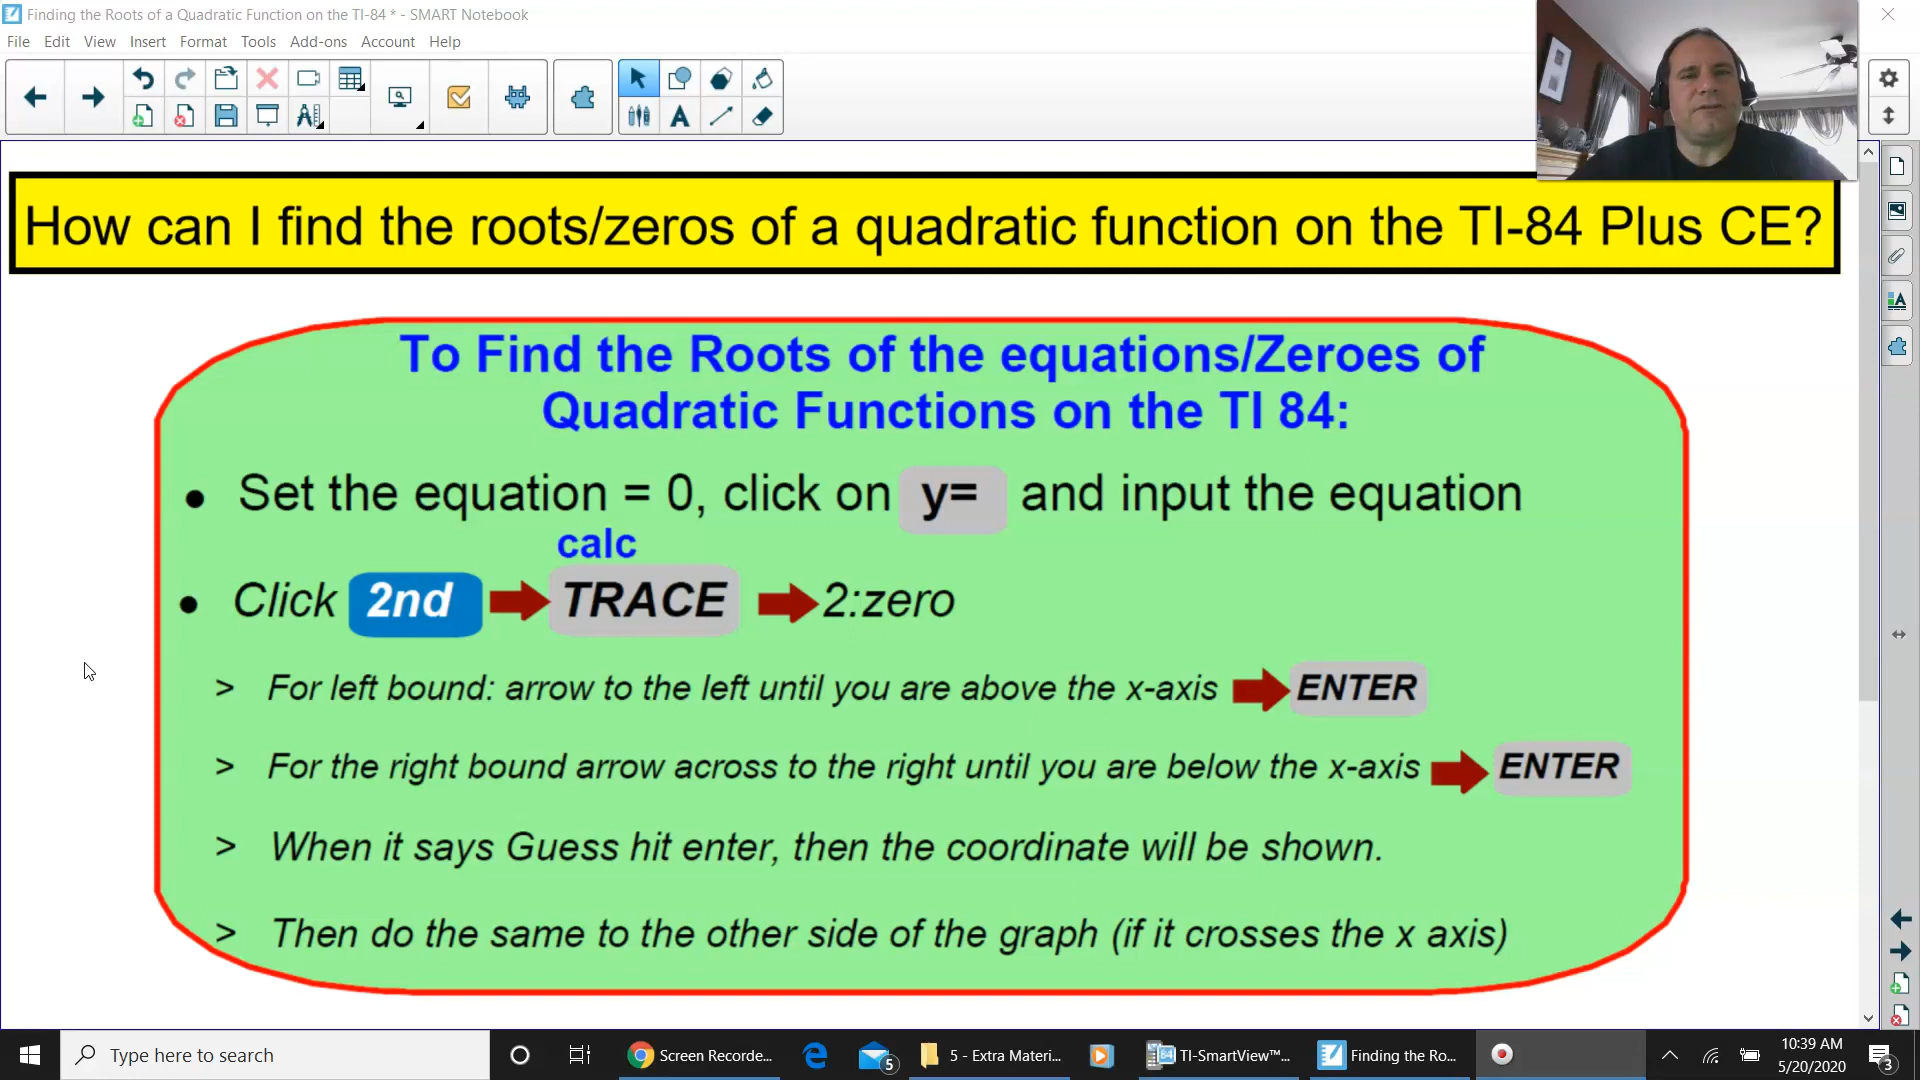 Finding the Roots of a Quadratic Function on the TI-84 * - SMART Notebook
File Edit View Insert Format Tools Add-ons Account Help
How can I find the roots/zeros of a quadratic function on the TI-84 Plus CE?
To Find the Roots of the equations/Zeroes of
Quadratic Functions on the TI 84:
• Set the equation = 0, click on y= and input the equation
calc
• Click 2nd TRACE 2:zero
> For left bound: arrow to the left until you are above the x-axis ENTER
> For the right bound arrow across to the right until you are below the x-axis ENTER
> When it says Guess hit enter, then the coordinate will be shown.
> Then do the same to the other side of the graph (if it crosses the x axis)
Type here to search
5
Screen Recorde...
5 - Extra Materi...
84
TI-SmartView™...
Finding the Ro...
10:39 AM
5/20/2020
3